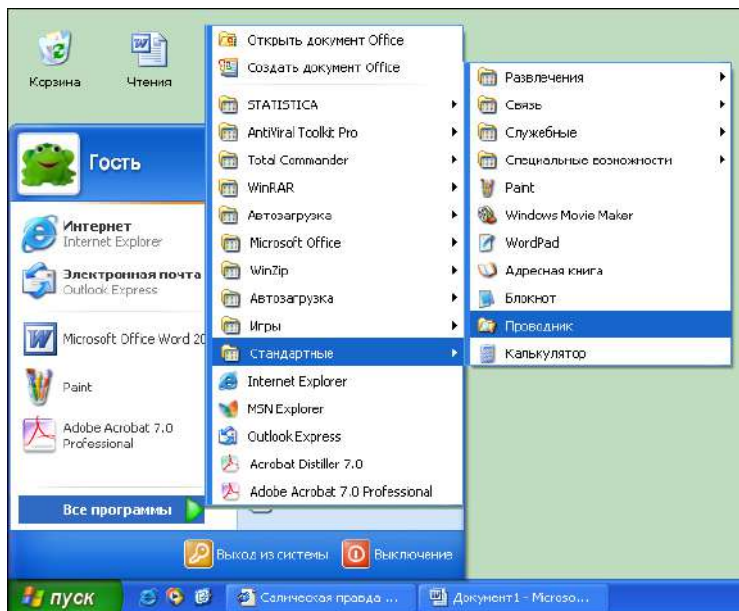 Корзина
Чтения
Гость
Интернет
Internet Explorer
Электронная почта
Outlook Express
Microsoft Office Word 20
Paint
Adobe Acrobat 7.0
Professional
Все программы
Открыть документ Office
Создать документ Office
STATISTICA
AntiViral Toolkit Pro
Total Commander
WinRAR
Автозагрузка
Microsoft Office
WinZip
Автозагрузка
Игры
Стандартные
Internet Explorer
MSN Explorer
Outlook Express
Acrobat Distiller 7.0
Adobe Acrobat 7.0 Professional
Развлечения
Связь
Служебные
Специальные возможности
Paint
Windows Movie Maker
WordPad
Адресная книга
Блокнот
Проводник
Калькулятор
Выход из системы
Выключение
пуск
Салическая правда ...
Документ1 - Microso...